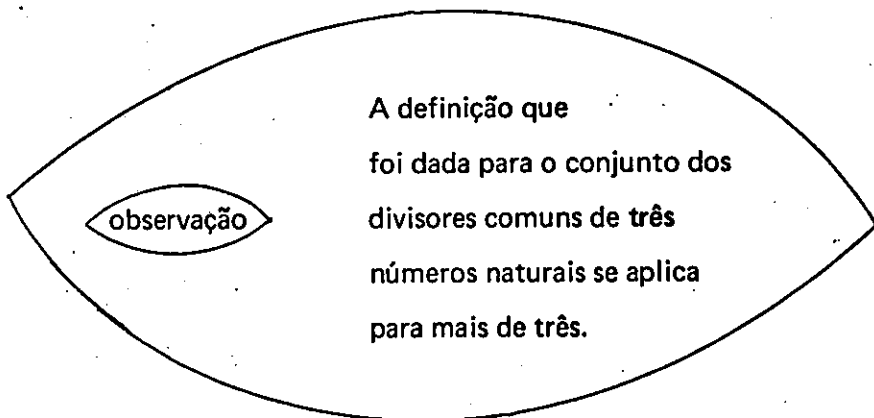 observação
A definição que
foi dada para o conjunto dos
divisores comuns de três
números naturais se aplica
para mais de três.